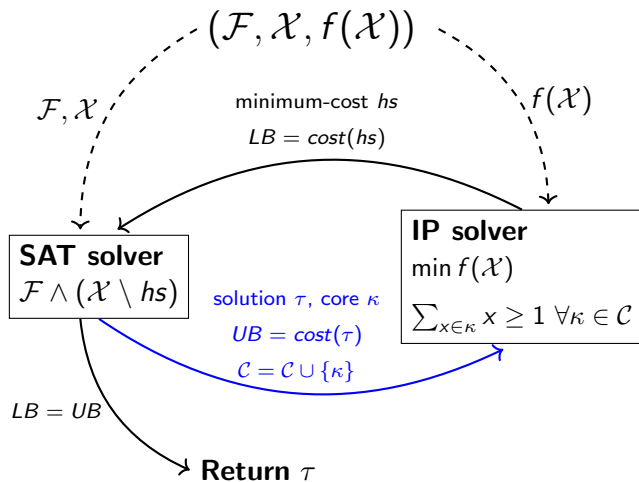 (ℱ, 𝒳, f(𝒳))
ℱ, 𝒳
f(𝒳)
minimum-cost hs
LB = cost(hs)
SAT solver
ℱ ∧ (𝒳 \ hs)
IP solver
min f(𝒳)
∑x∈κ x ≥ 1 ∀κ ∈ 𝒞
solution τ, core κ
UB = cost(τ)
𝒞 = 𝒞 ∪ {κ}
LB = UB
Return τ